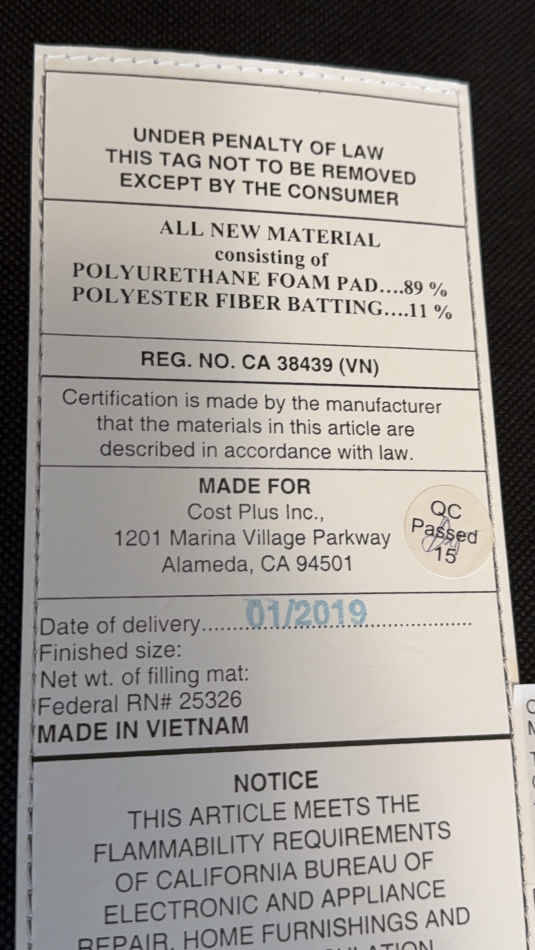 UNDER PENALTY OF LAW
THIS TAG NOT TO BE REMOVED
EXCEPT BY THE CONSUMER
ALL NEW MATERIAL
consisting of
POLYURETHANE FOAM PAD....89 %
POLYESTER FIBER BATTING....11 %
REG. NO. CA 38439 (VN)
Certification is made by the manufacturer
that the materials in this article are
described in accordance with law.
MADE FOR
Cost Plus Inc.,
1201 Marina Village Parkway
Alameda, CA 94501
QC
Passed
15
Date of delivery.......01/2019...................
Finished size:
Net wt. of filling mat:
Federal RN# 25326
MADE IN VIETNAM
NOTICE
THIS ARTICLE MEETS THE
FLAMMABILITY REQUIREMENTS
OF CALIFORNIA BUREAU OF
ELECTRONIC AND APPLIANCE
REPAIR, HOME FURNISHINGS AND